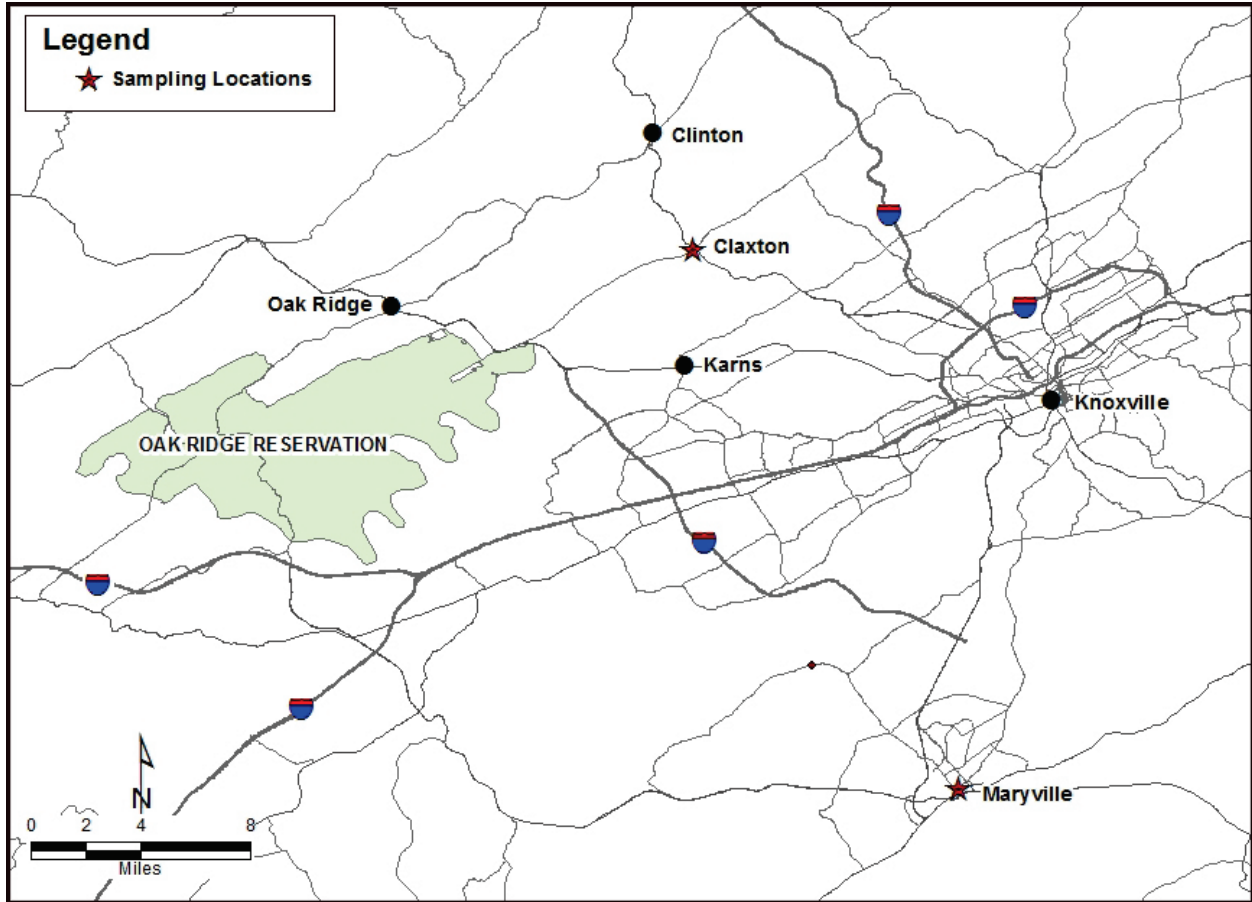 Legend
Sampling Locations
Clinton
Claxton
Oak Ridge
Karns
Knoxville
OAK RIDGE RESERVATION
Maryville
N
0 2 4 8
Miles